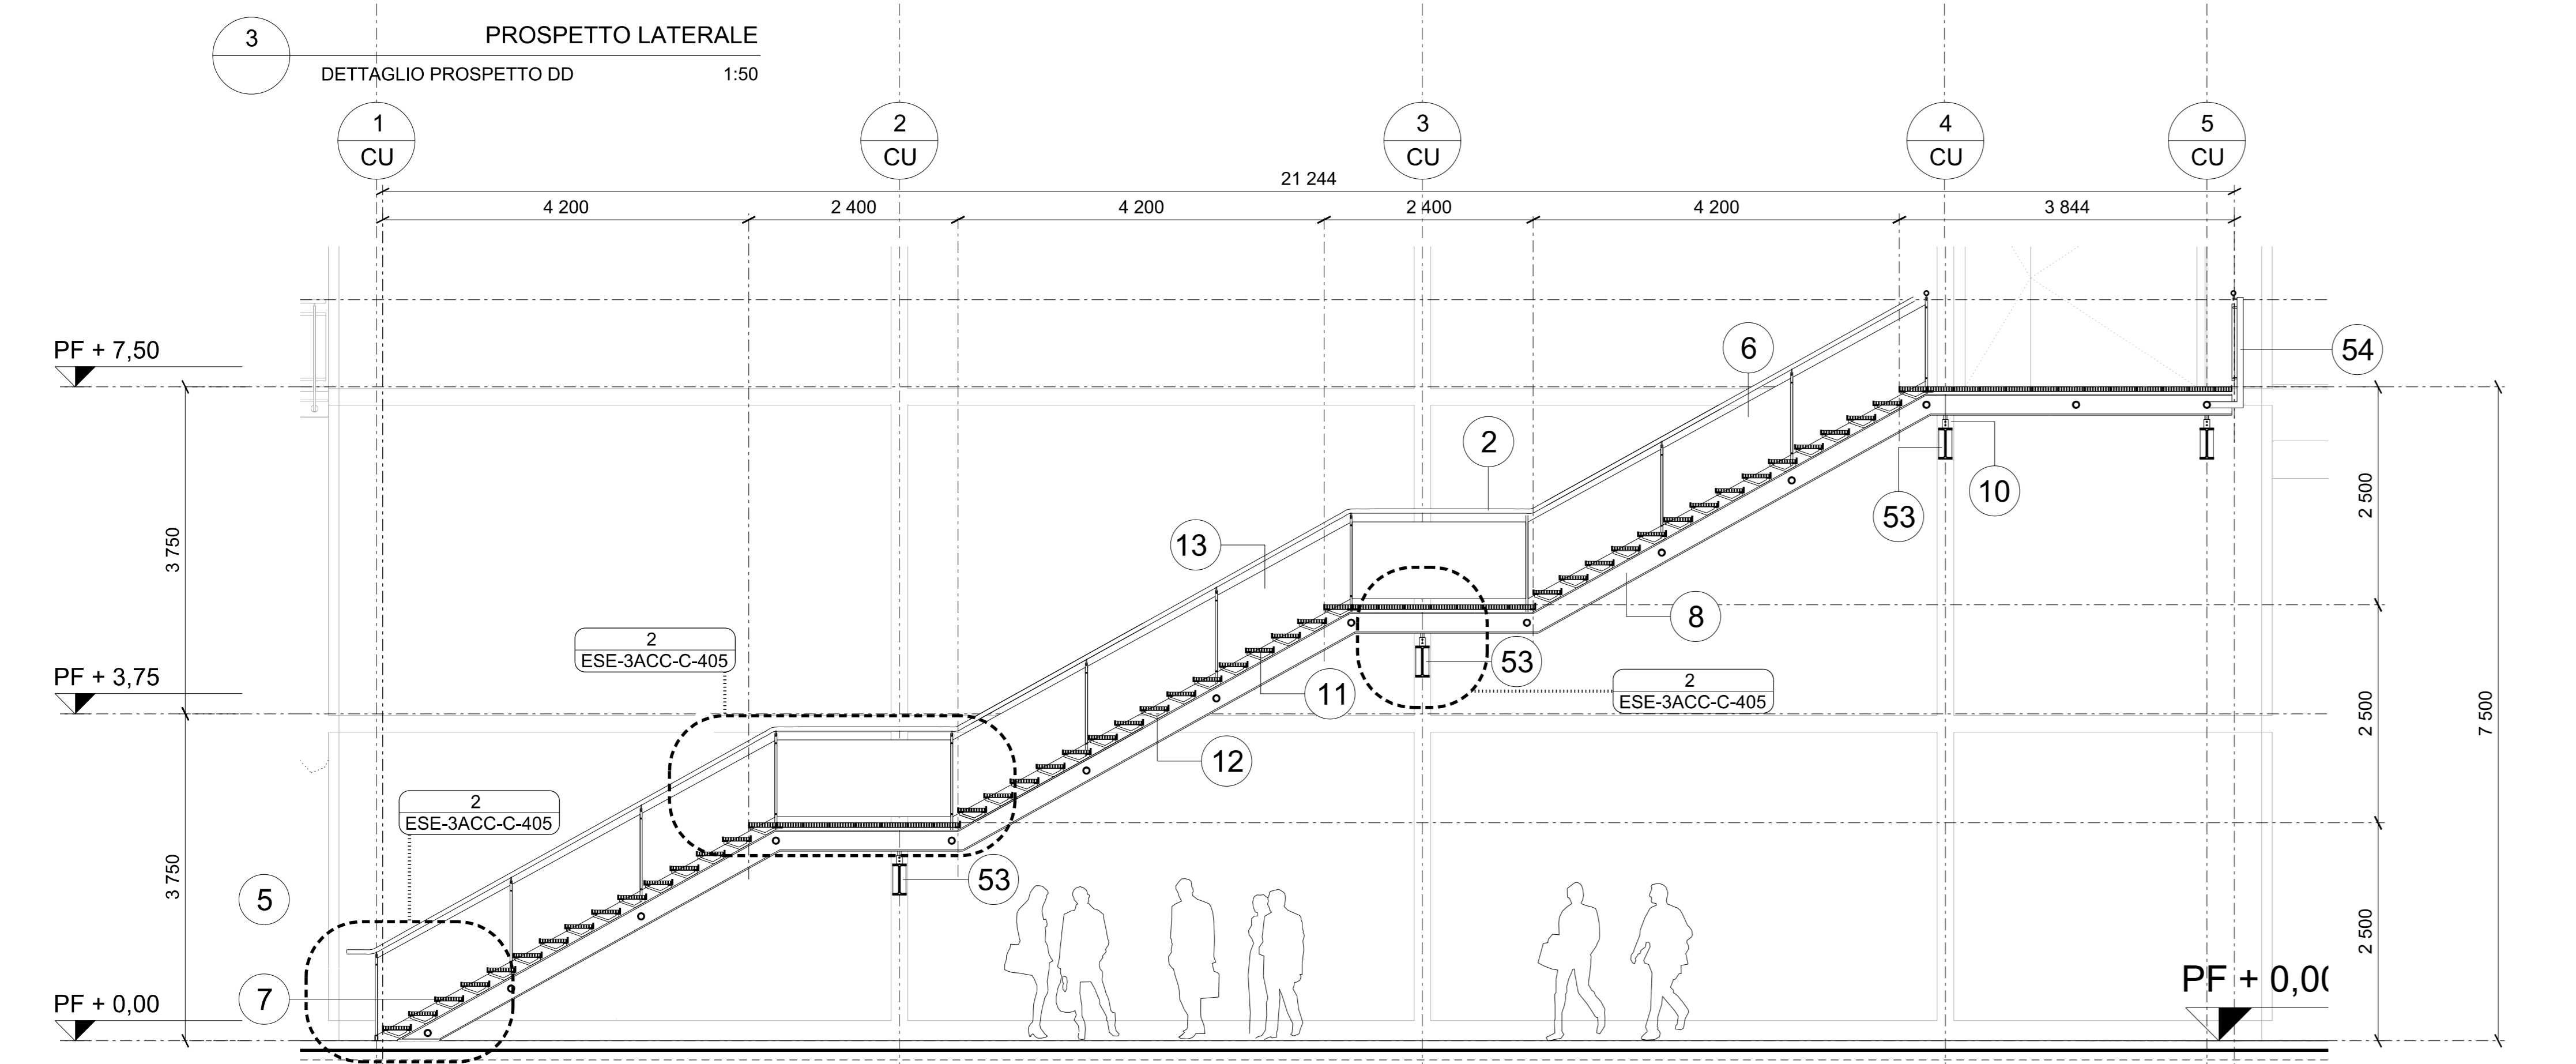 3
PROSPETTO LATERALE
DETTAGLIO PROSPETTO DD 1:50
1 2 3 4 5
CU CU CU CU CU
21 244
4 200 2 400 4 200 2 400 4 200 3 844
PF + 7,50
6
54
2
10
53
2 500
3 750
13
8
2
ESE-3ACC-C-405
53
PF + 3,75
11
2
ESE-3ACC-C-405
2 500
7 500
12
2
ESE-3ACC-C-405
53
3 750
5
2 500
7
PF + 0,00
PF + 0,00